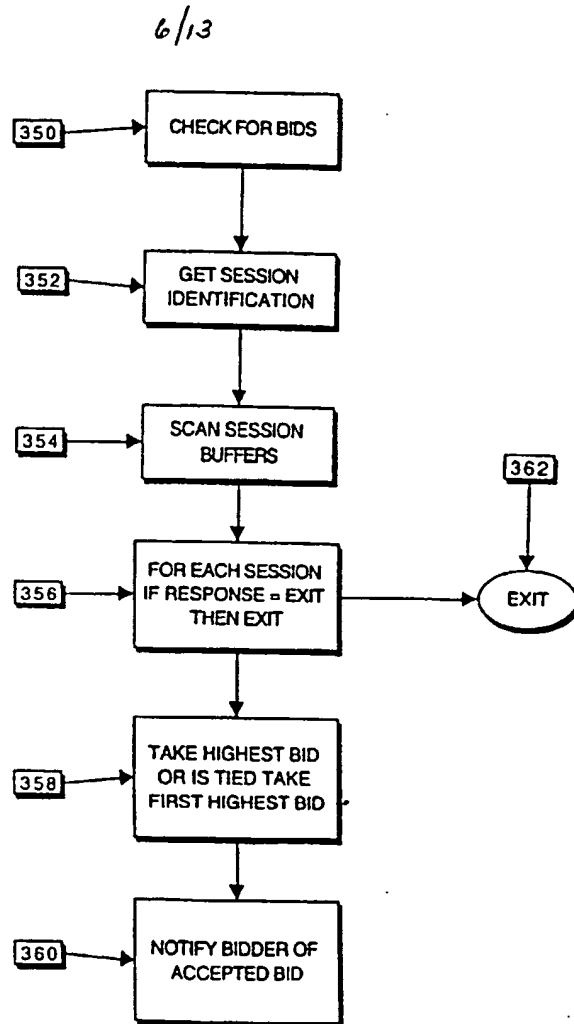 6/13
350
CHECK FOR BIDS
352
GET SESSION
IDENTIFICATION
354
SCAN SESSION
BUFFERS
362
356
FOR EACH SESSION
IF RESPONSE = EXIT
THEN EXIT
EXIT
358
TAKE HIGHEST BID
OR IS TIED TAKE
FIRST HIGHEST BID
360
NOTIFY BIDDER OF
ACCEPTED BID